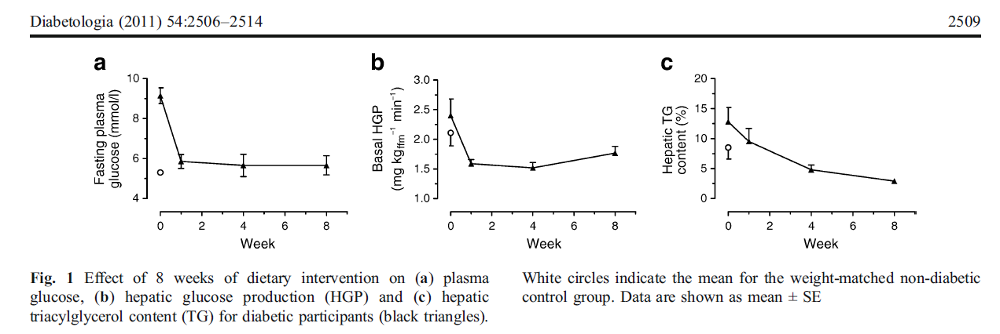 Diabetologia (2011) 54:2506–2514 2509
a
10
8
6
4
Fasting plasma
glucose (mmol/l)
0 2 4 6 8
Week
b
3.0
2.5
2.0
1.5
1.0
Basal HGP
(mg kgffm⁻¹ min⁻¹)
0 2 4 6 8
Week
c
20
15
10
5
0
Hepatic TG
content (%)
0 2 4 6 8
Week
Fig. 1 Effect of 8 weeks of dietary intervention on (a) plasma
glucose, (b) hepatic glucose production (HGP) and (c) hepatic
triacylglycerol content (TG) for diabetic participants (black triangles).
White circles indicate the mean for the weight-matched non-diabetic
control group. Data are shown as mean ± SE